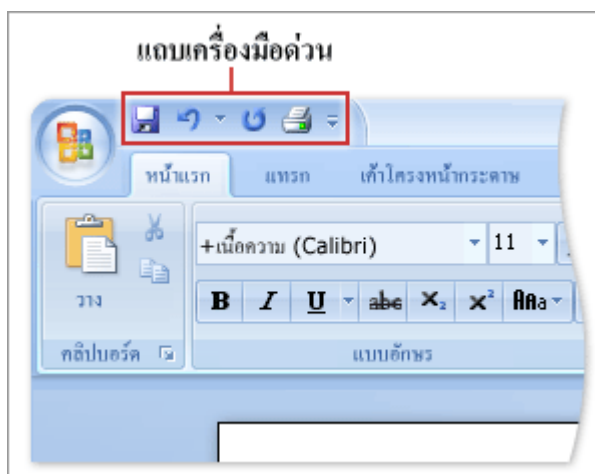 แถบเครื่องมือด่วน
หน้าแรก แทรก เค้าโครงหน้ากระดาษ
+เนื้อความ (Calibri) 11
วาง
B I U abc X₂ x² Aa
คลิปบอร์ด แบบอักษร